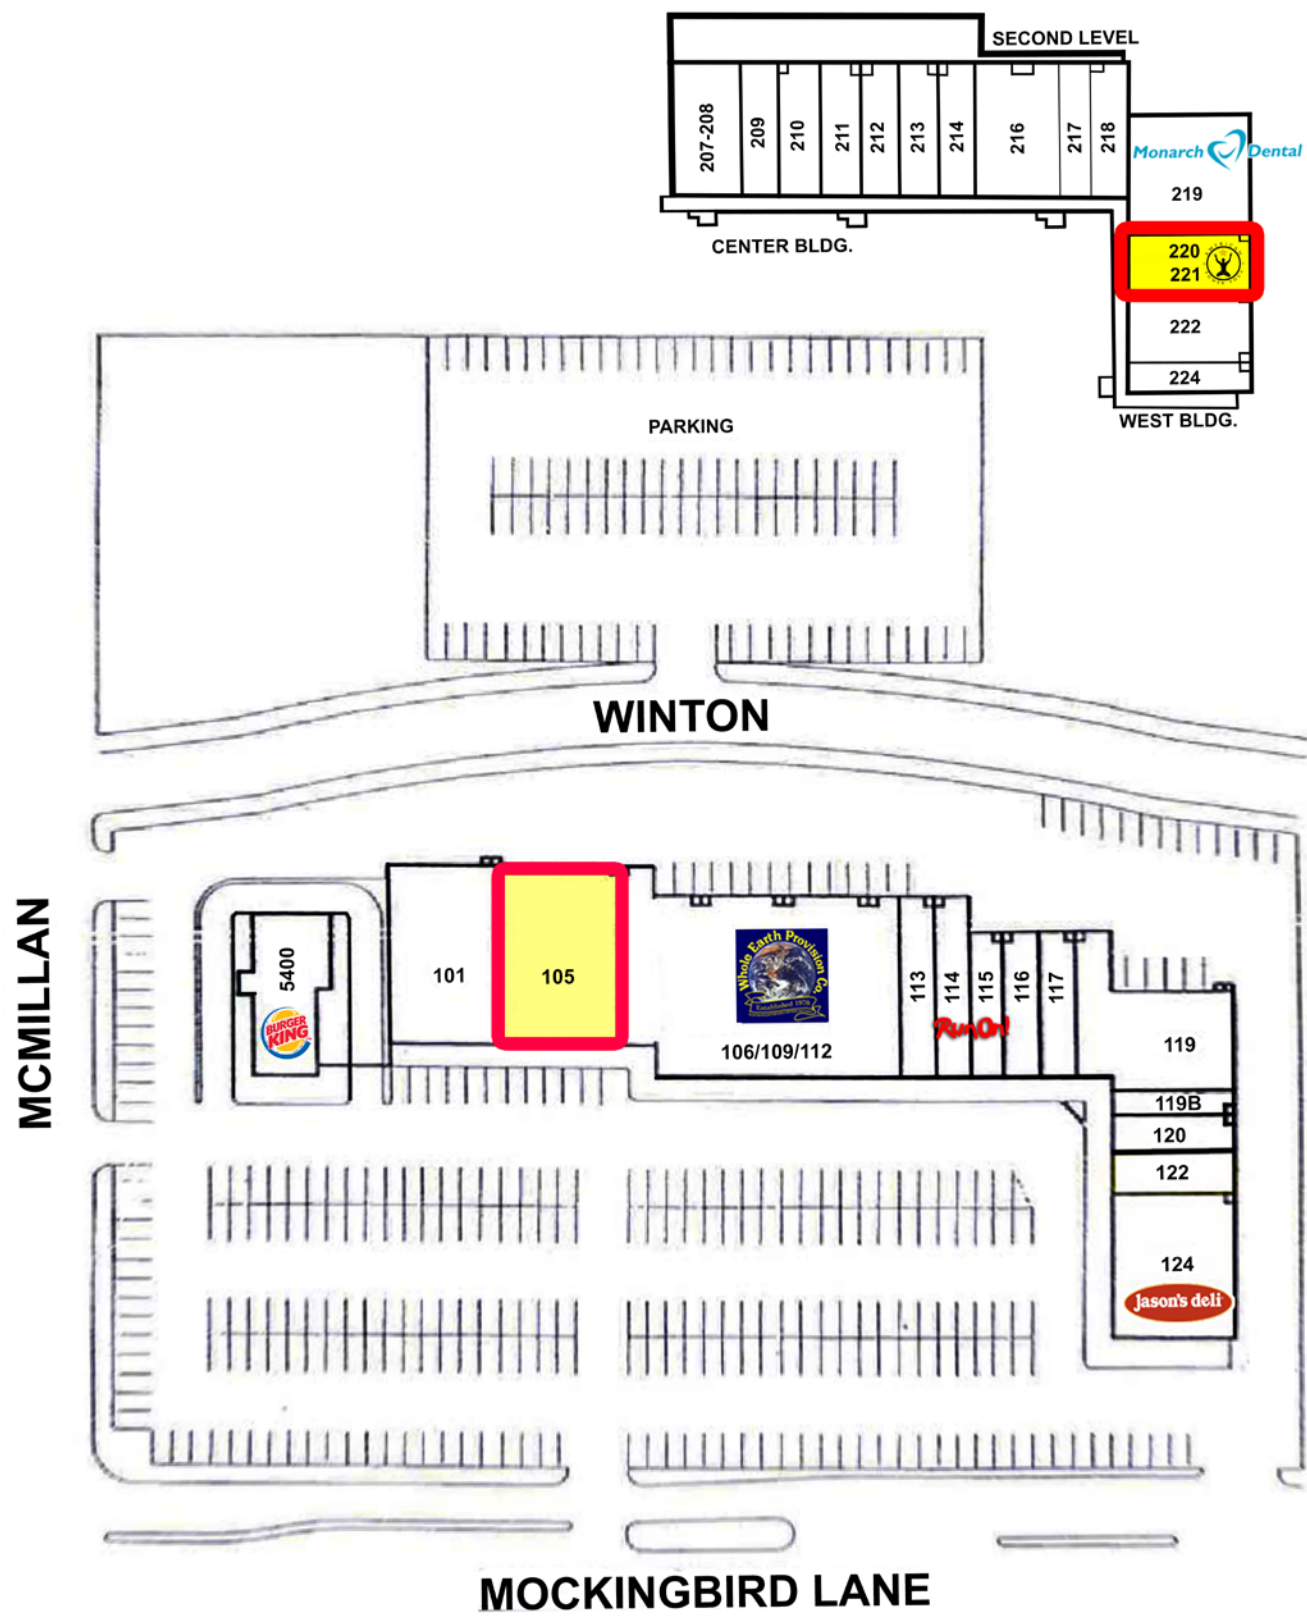 SECOND LEVEL
207-208
209
210
211
212
213
214
216
217
218
Monarch Dental
219
220
221
222
224
CENTER BLDG.
WEST BLDG.
PARKING
WINTON
MCMILLAN
5400
BURGER
KING
101
105
Whole Earth Provision Co.
Established 1970
106/109/112
113
114
115
116
117
RunOn!
119
119B
120
122
124
Jason's deli
MOCKINGBIRD LANE